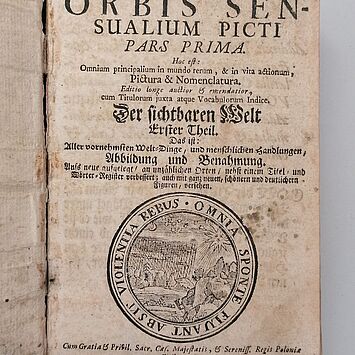 ORBIS SEN-
SUALIUM PICTI
PARS PRIMA.
Hoc est:
Omnium principalium in mundo rerum, & in vita actionum,
Pictura & Nomenclatura,
Editio longe auctior & emendatior,
cum Titulorum juxta atque Vocabulorum Indice.
Der sichtbaren Welt
Erster Theil.
Das ist:
Aller vornehmsten Welt-Dinge, und menschlichen Handlungen,
Abbildung und Benahmung.
Aufs neue aufgelegt, an unzählichen Orten, nebst einem Titel- und
Wörter-Register verbessert; auch mit ganz neuen, schönern und deutlichern
Figuren, versehen.
OMNIA SPONTE FLUANT ABSIT VIOLENTIA REBUS
Cum Gratia & Privil. Sacr. Cæs. Majestatis, & Sereniss. Regis Poloniæ